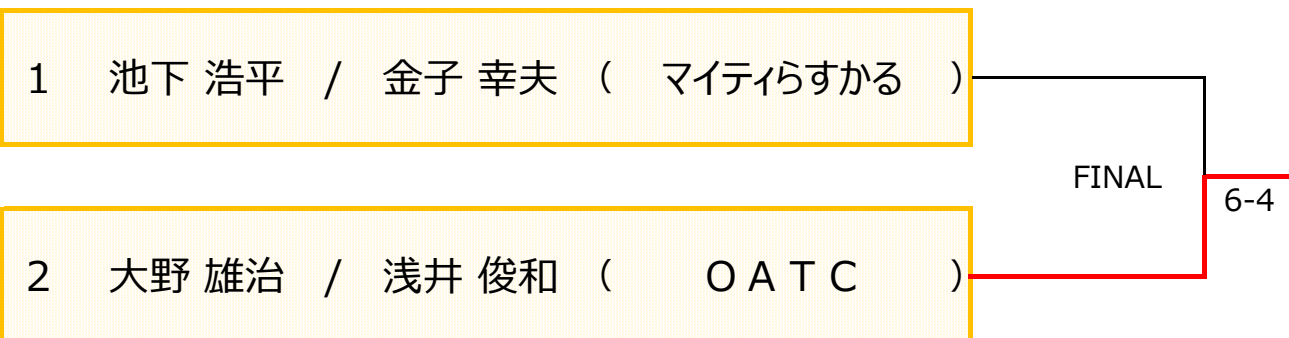 1 池下 浩平 / 金子 幸夫 ( マイティらすかる )
FINAL
6-4
2 大野 雄治 / 浅井 俊和 ( OATC )